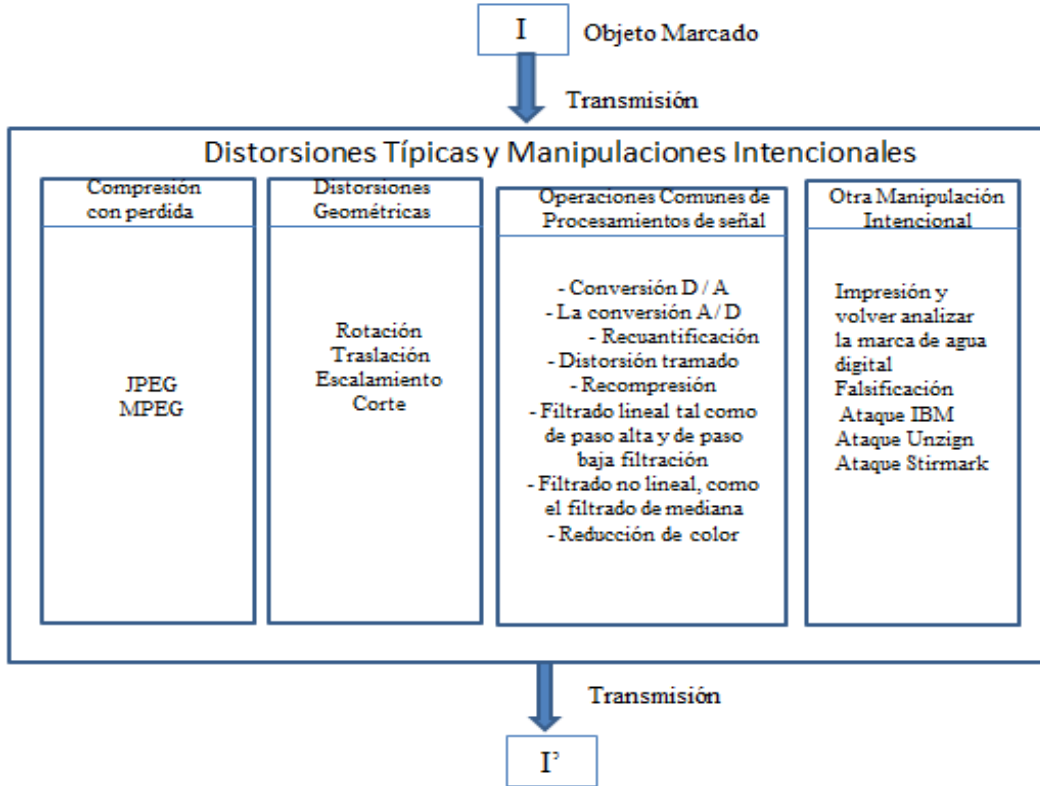 I
Objeto Marcado
Transmisión
Distorsiones Típicas y Manipulaciones Intencionales
Compresión
con perdida
JPEG
MPEG
Distorsiones
Geométricas
Rotación
Traslación
Escalamiento
Corte
Operaciones Comunes de
Procesamientos de señal
- Conversión D / A
- La conversión A / D
- Recuantificación
- Distorsión tramado
- Recompresión
- Filtrado lineal tal como
de paso alta y de paso
baja filtración
- Filtrado no lineal, como
el filtrado de mediana
- Reducción de color
Otra Manipulación
Intencional
Impresión y
volver analizar
la marca de agua
digital
Falsificación
Ataque IBM
Ataque Unzign
Ataque Stirmark
Transmisión
I’